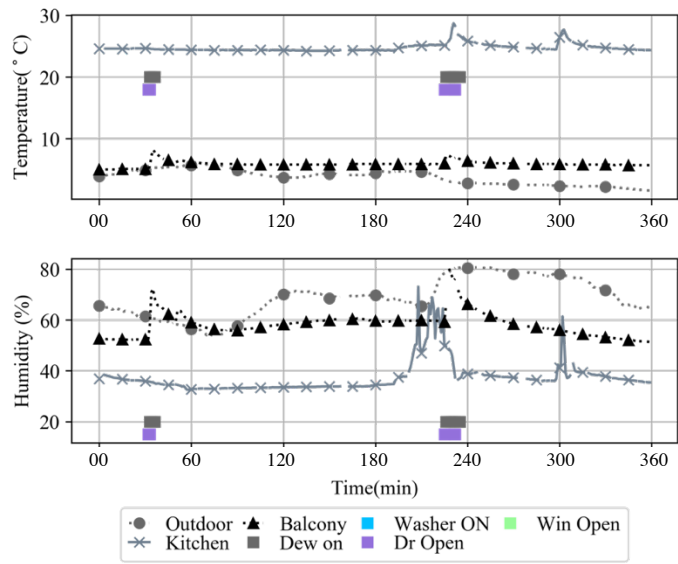 30
20
10
Temperature(°C)
00 60 120 180 240 300 360
80
60
40
20
Humidity (%)
00 60 120 180 240 300 360
Time(min)
Outdoor Balcony Washer ON Win Open
Kitchen Dew on Dr Open